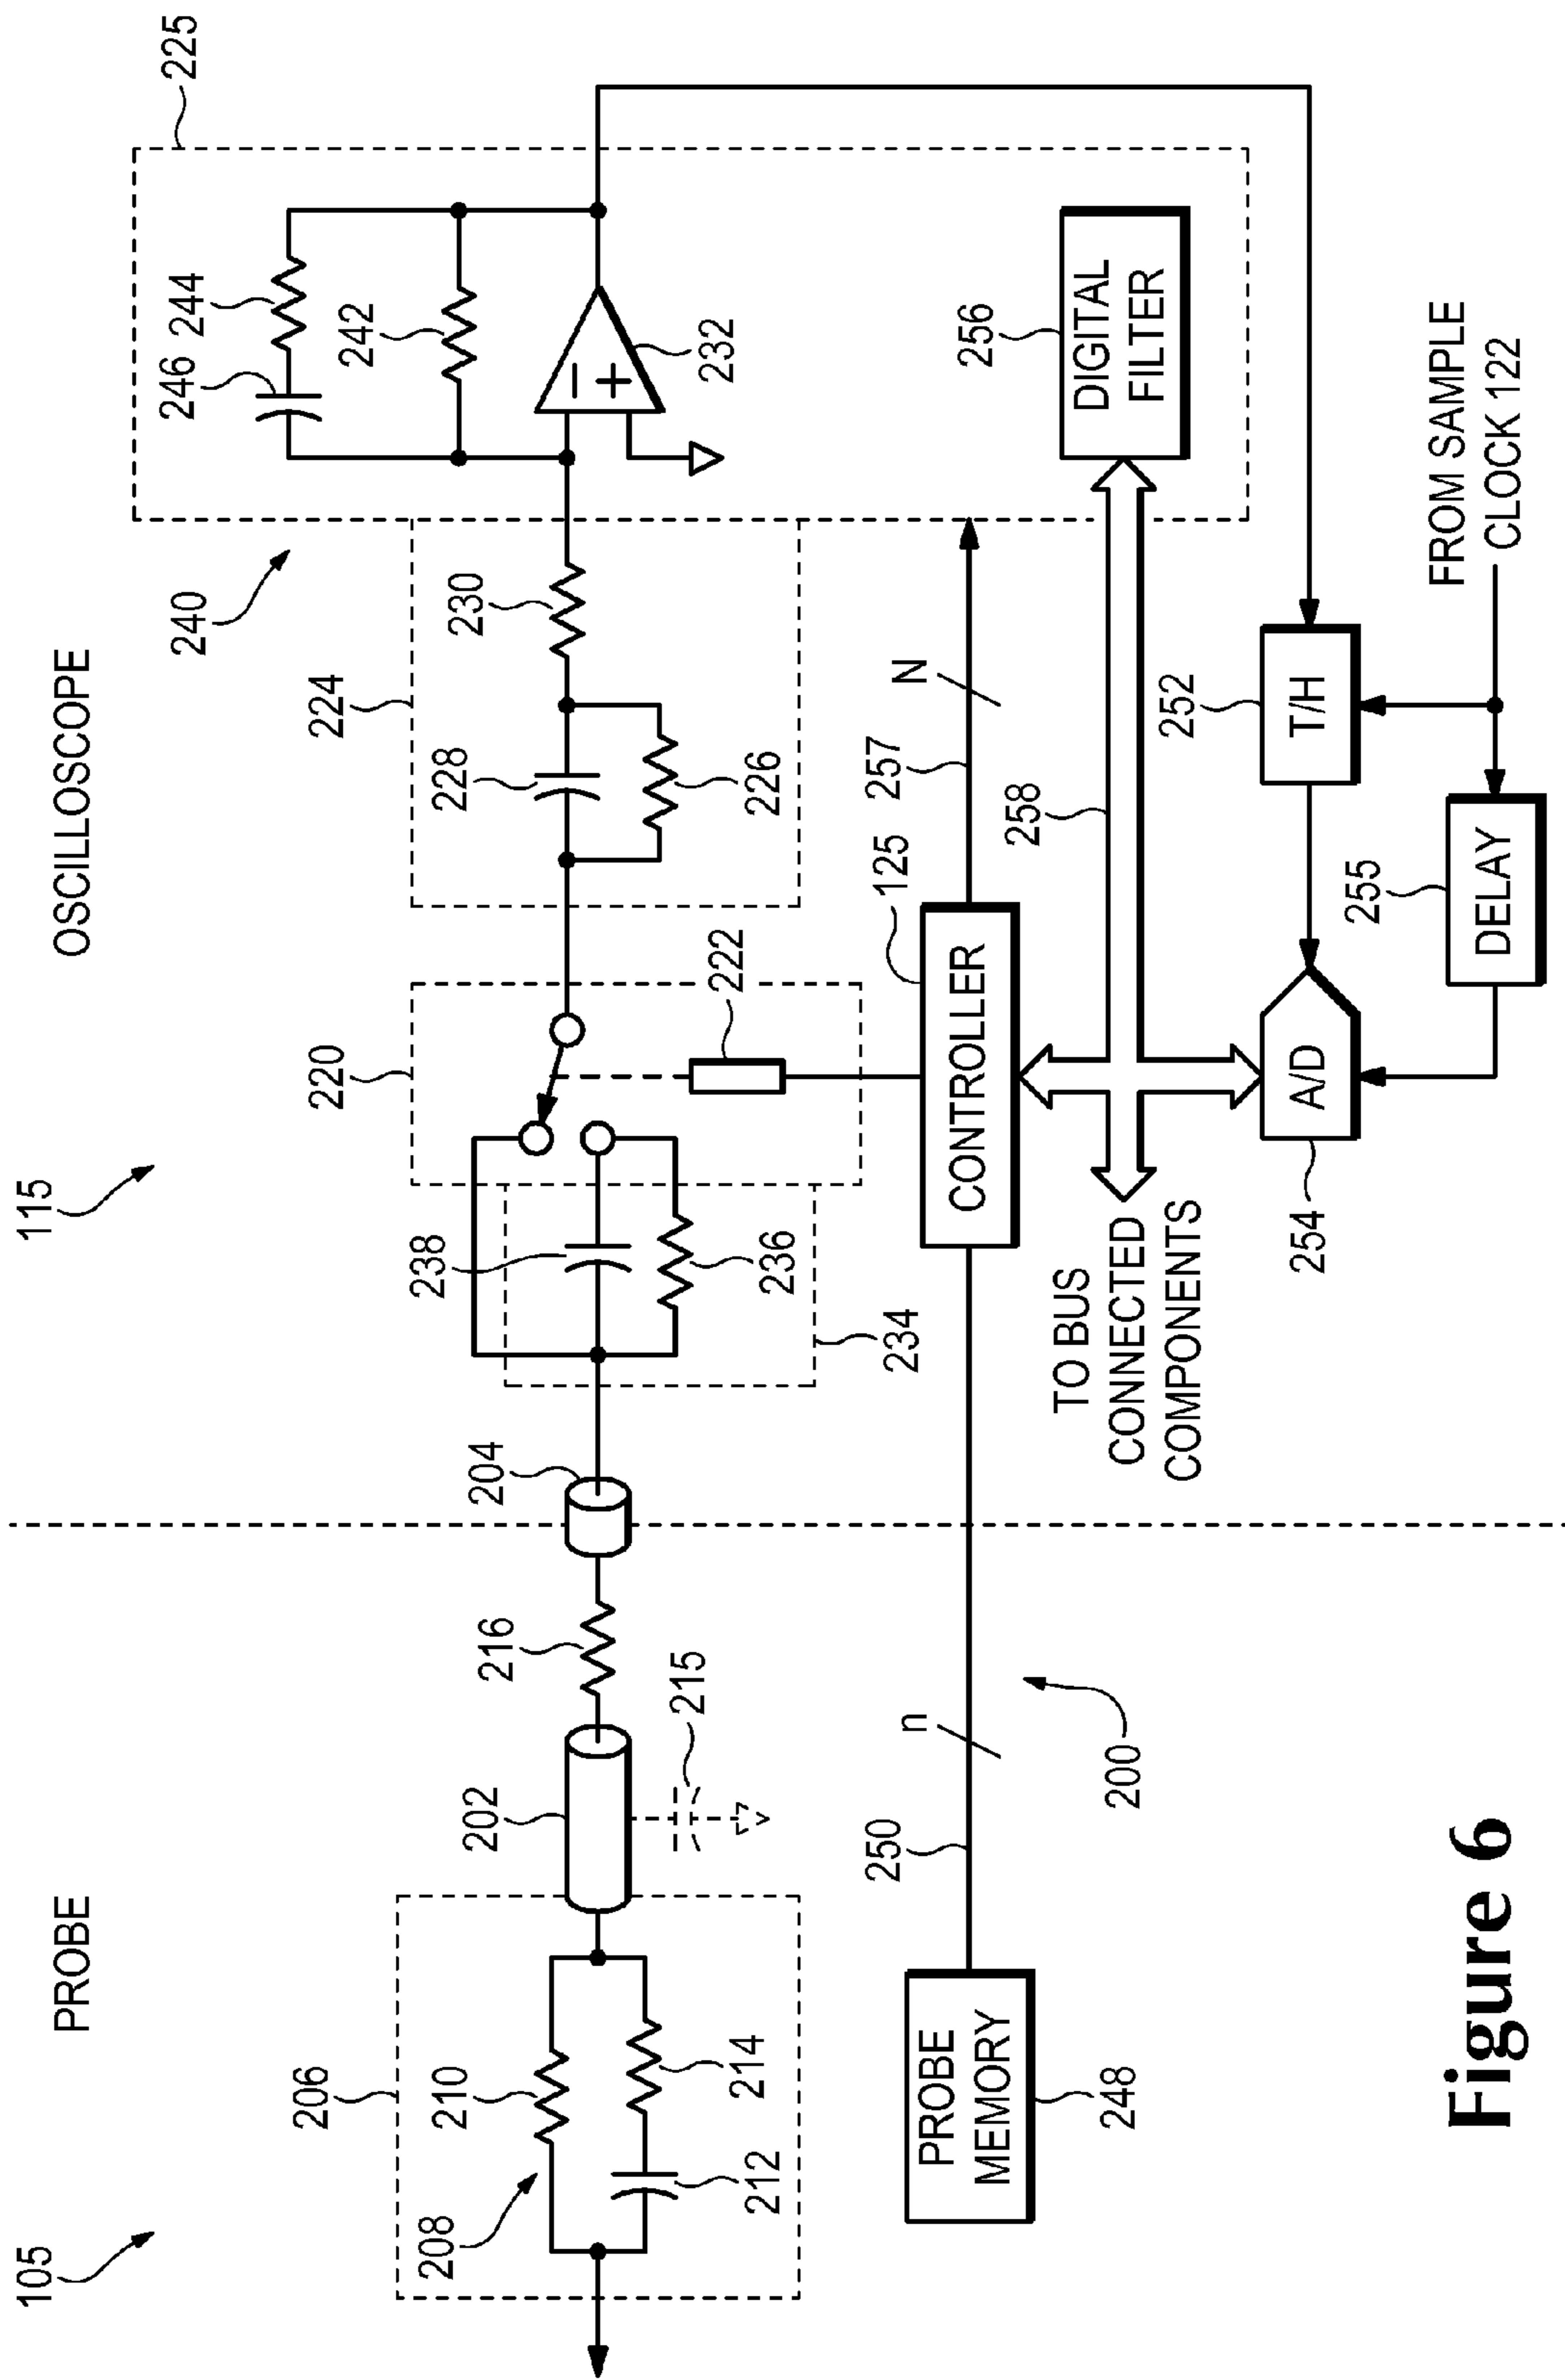 105
PROBE
115
OSCILLOSCOPE
206
208
210
212
214
202
215
216
204
234
238
236
220
222
224
228
226
230
240
225
246
244
242
232
PROBE
MEMORY
248
250
n
200
CONTROLLER
125
257
N
258
DIGITAL
FILTER
256
TO BUS
CONNECTED
COMPONENTS
A/D
254
T/H
252
DELAY
255
FROM SAMPLE
CLOCK 122
Figure 6